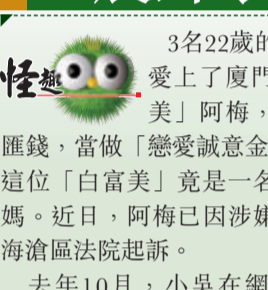 怪趣
3名22歲的
愛上了廈門
美」阿梅，
匯錢，當做「戀愛誠意金
這位「白富美」竟是一名
媽。近日，阿梅已因涉嫌
海滄區法院起訴。
去年10月，小吳在網